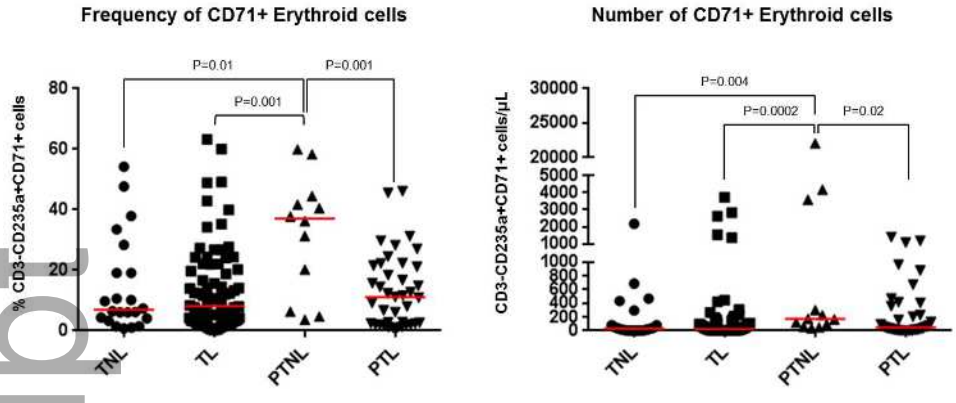 Frequency of CD71+ Erythroid cells
% CD3-CD235a+CD71+ cells
80
60
40
20
0
P=0.01
P=0.001
P=0.001
TNL
TL
PTNL
PTL
Number of CD71+ Erythroid cells
CD3-CD235a+CD71+ cells/µL
30000
25000
20000
5000
4000
3000
2000
1000
1000
800
600
400
200
0
P=0.004
P=0.0002
P=0.02
TNL
TL
PTNL
PTL